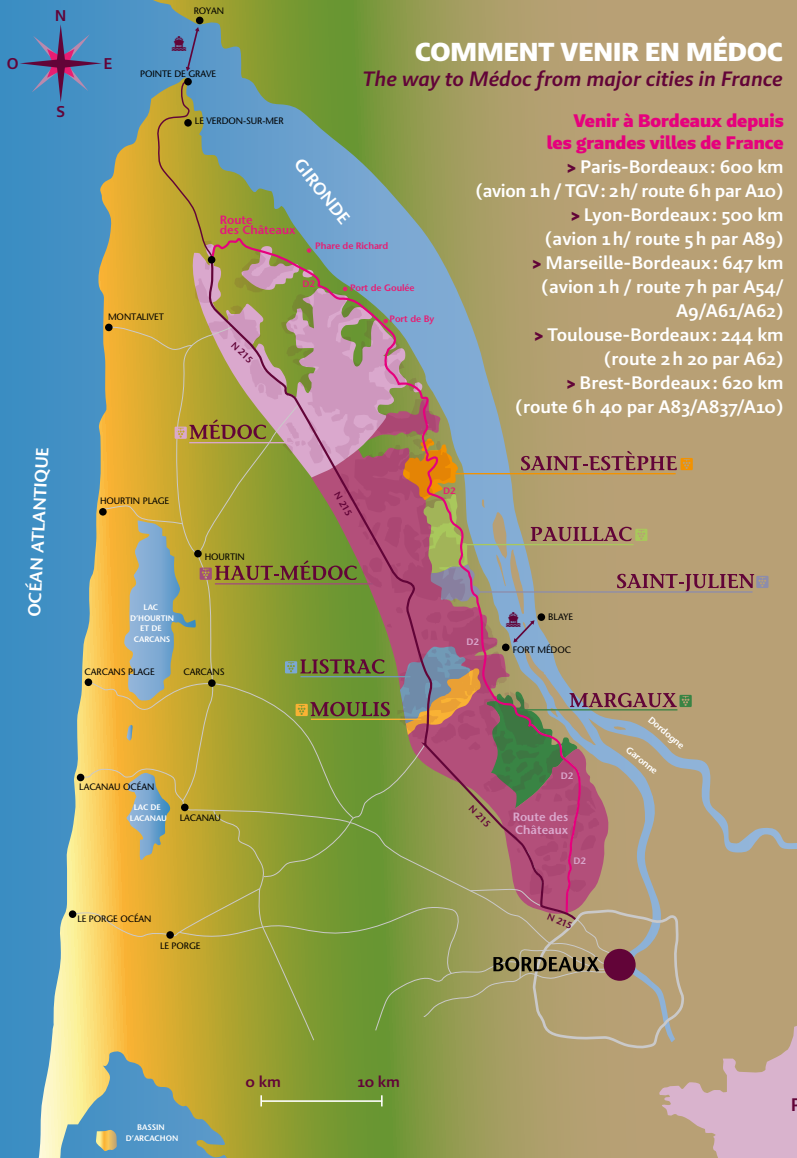 N
O
E
S
ROYAN
POINTE DE GRAVE
LE VERDON-SUR-MER
COMMENT VENIR EN MÉDOC
The way to Médoc from major cities in France
Venir à Bordeaux depuis
les grandes villes de France
> Paris-Bordeaux : 600 km
(avion 1 h / TGV : 2h/ route 6 h par A10)
> Lyon-Bordeaux : 500 km
(avion 1 h/ route 5 h par A89)
> Marseille-Bordeaux : 647 km
(avion 1 h / route 7 h par A54/
A9/A61/A62)
> Toulouse-Bordeaux : 244 km
(route 2 h 20 par A62)
> Brest-Bordeaux : 620 km
(route 6 h 40 par A83/A837/A10)
GIRONDE
Route
des Châteaux
Phare de Richard
D2
Port de Goulée
Port de By
MONTALIVET
N 215
MÉDOC
SAINT-ESTÈPHE
D2
N 215
HOURTIN PLAGE
OCÉAN ATLANTIQUE
PAUILLAC
HOURTIN
HAUT-MÉDOC
SAINT-JULIEN
LAC
D'HOURTIN
ET DE
CARCANS
BLAYE
D2
FORT MÉDOC
LISTRAC
CARCANS PLAGE
CARCANS
MOULIS
MARGAUX
Dordogne
Garonne
D2
LACANAU OCÉAN
LAC DE
LACANAU
LACANAU
N 215
Route des
Châteaux
D2
LE PORGE OCÉAN
LE PORGE
N 215
BORDEAUX
0 km
10 km
BASSIN
D'ARCACHON